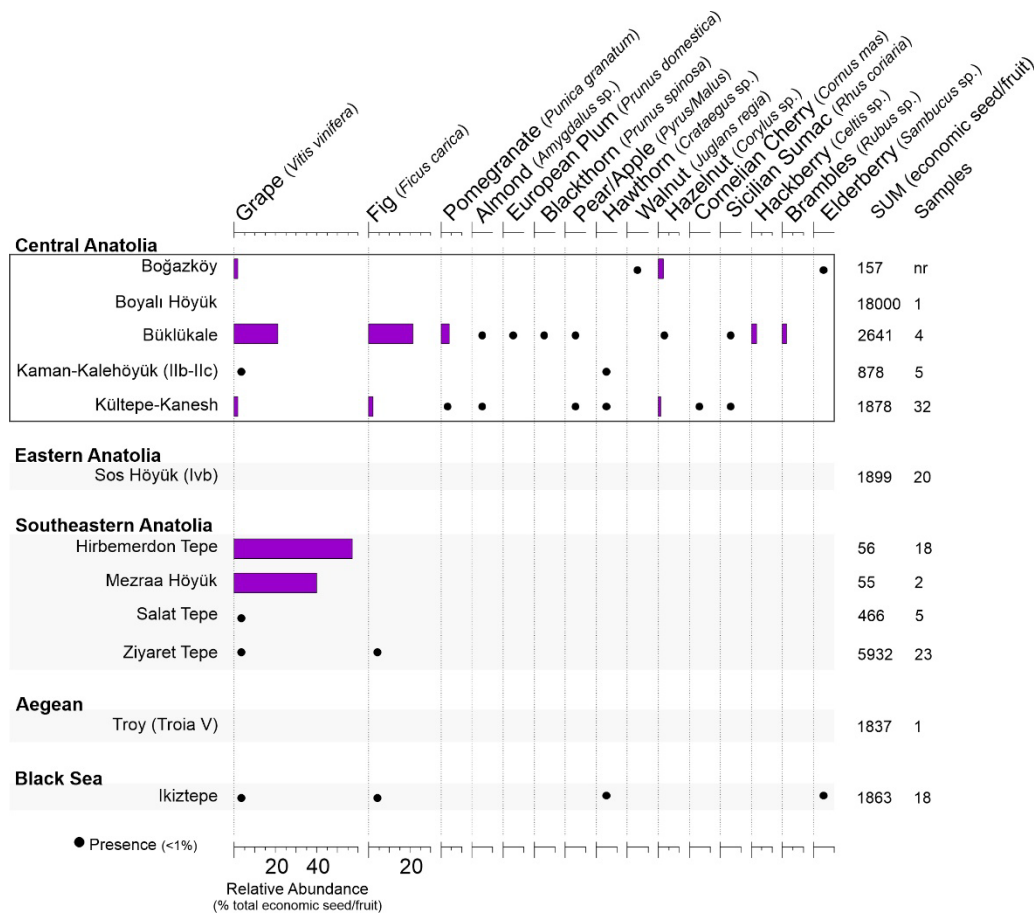 Grape (Vitis vinifera)
Fig (Ficus carica)
Pomegranate (Punica granatum)
Almond (Amygdalus sp.)
European Plum (Prunus domestica)
Blackthorn (Prunus spinosa)
Pear/Apple (Pyrus/Malus)
Hawthorn (Crataegus sp.)
Walnut (Juglans regia)
Hazelnut (Corylus sp.)
Cornelian Cherry (Cornus mas)
Sicilian Sumac (Rhus coriaria)
Hackberry (Celtis sp.)
Brambles (Rubus sp.)
Elderberry (Sambucus sp.)
SUM (economic seed/fruit)
Samples
Central Anatolia
Boğazköy 157 nr
Boyalı Höyük 18000 1
Büklükale 2641 4
Kaman-Kalehöyük (IIb-IIc) 878 5
Kültepe-Kanesh 1878 32
Eastern Anatolia
Sos Höyük (Ivb) 1899 20
Southeastern Anatolia
Hirbemerdon Tepe 56 18
Mezraa Höyük 55 2
Salat Tepe 466 5
Ziyaret Tepe 5932 23
Aegean
Troy (Troia V) 1837 1
Black Sea
Ikiztepe 1863 18
Presence (<1%)
20 40 20
Relative Abundance
(% total economic seed/fruit)